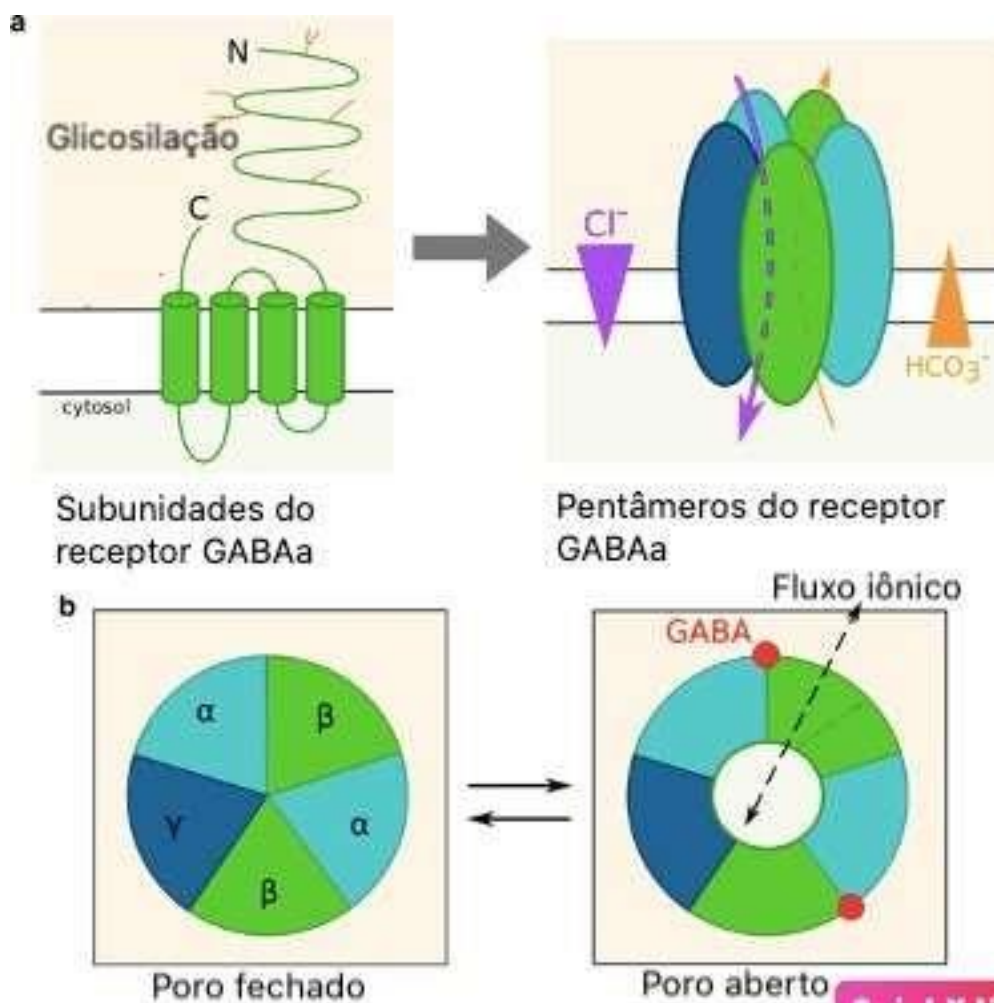 a
N
Glicosilação
C
cytosol
Cl⁻
HCO₃⁻
Subunidades do
receptor GABAa
Pentâmeros do receptor
GABAa
b
Fluxo iônico
GABA
α
β
γ
α
β
Poro fechado
Poro aberto